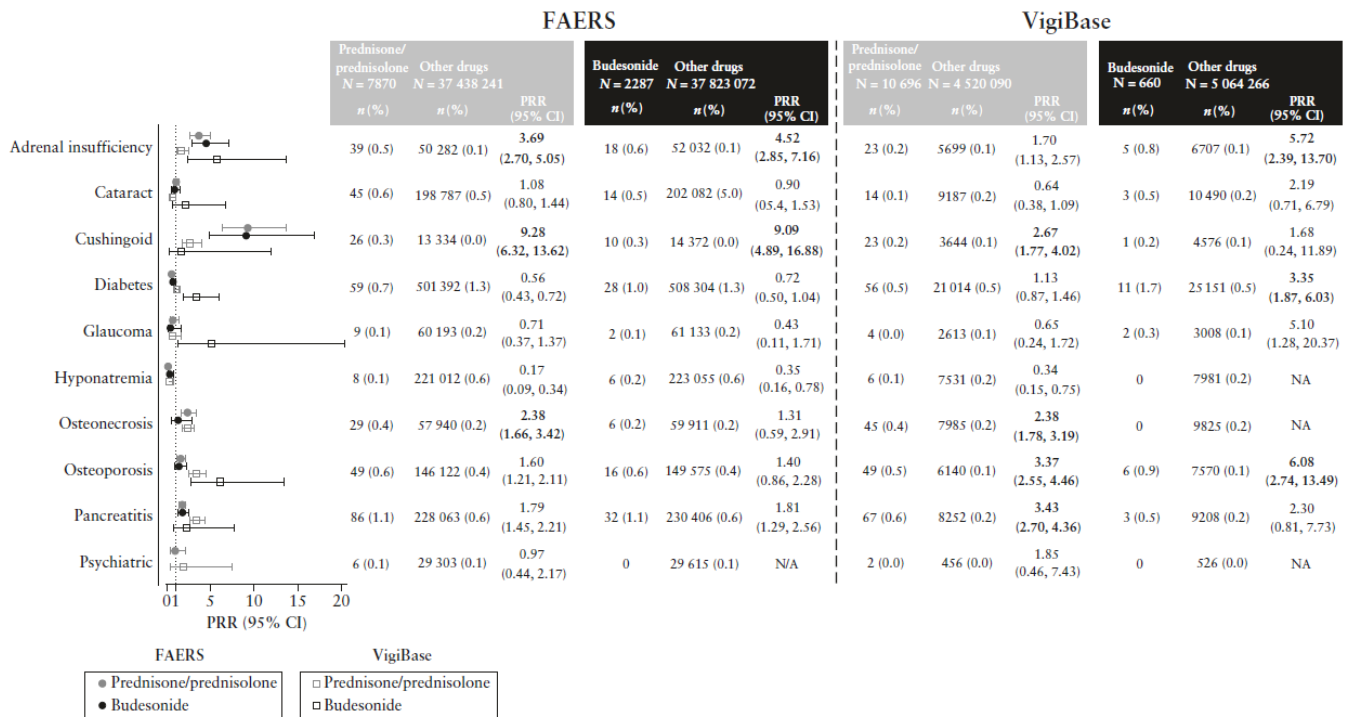 FAERS VigiBase
Prednisone/
prednisolone Other drugs
N = 7870 N = 37 438 241
n (%) n (%) PRR
(95% CI)
Budesonide Other drugs
N = 2287 N = 37 823 072
n (%) n (%) PRR
(95% CI)
Prednisone/
prednisolone Other drugs
N = 10 696 N = 4 520 090
n (%) n (%) PRR
(95% CI)
Budesonide Other drugs
N = 660 N = 5 064 266
n (%) n (%) PRR
(95% CI)
Adrenal insufficiency 39 (0.5) 50 282 (0.1) 3.69 (2.70, 5.05) 18 (0.6) 52 032 (0.1) 4.52 (2.85, 7.16) 23 (0.2) 5699 (0.1) 1.70 (1.13, 2.57) 5 (0.8) 6707 (0.1) 5.72 (2.39, 13.70)
Cataract 45 (0.6) 198 787 (0.5) 1.08 (0.80, 1.44) 14 (0.5) 202 082 (5.0) 0.90 (05.4, 1.53) 14 (0.1) 9187 (0.2) 0.64 (0.38, 1.09) 3 (0.5) 10 490 (0.2) 2.19 (0.71, 6.79)
Cushingoid 26 (0.3) 13 334 (0.0) 9.28 (6.32, 13.62) 10 (0.3) 14 372 (0.0) 9.09 (4.89, 16.88) 23 (0.2) 3644 (0.1) 2.67 (1.77, 4.02) 1 (0.2) 4576 (0.1) 1.68 (0.24, 11.89)
Diabetes 59 (0.7) 501 392 (1.3) 0.56 (0.43, 0.72) 28 (1.0) 508 304 (1.3) 0.72 (0.50, 1.04) 56 (0.5) 21 014 (0.5) 1.13 (0.87, 1.46) 11 (1.7) 25 151 (0.5) 3.35 (1.87, 6.03)
Glaucoma 9 (0.1) 60 193 (0.2) 0.71 (0.37, 1.37) 2 (0.1) 61 133 (0.2) 0.43 (0.11, 1.71) 4 (0.0) 2613 (0.1) 0.65 (0.24, 1.72) 2 (0.3) 3008 (0.1) 5.10 (1.28, 20.37)
Hyponatremia 8 (0.1) 221 012 (0.6) 0.17 (0.09, 0.34) 6 (0.2) 223 055 (0.6) 0.35 (0.16, 0.78) 6 (0.1) 7531 (0.2) 0.34 (0.15, 0.75) 0 7981 (0.2) NA
Osteonecrosis 29 (0.4) 57 940 (0.2) 2.38 (1.66, 3.42) 6 (0.2) 59 911 (0.2) 1.31 (0.59, 2.91) 45 (0.4) 7985 (0.2) 2.38 (1.78, 3.19) 0 9825 (0.2) NA
Osteoporosis 49 (0.6) 146 122 (0.4) 1.60 (1.21, 2.11) 16 (0.6) 149 575 (0.4) 1.40 (0.86, 2.28) 49 (0.5) 6140 (0.1) 3.37 (2.55, 4.46) 6 (0.9) 7570 (0.1) 6.08 (2.74, 13.49)
Pancreatitis 86 (1.1) 228 063 (0.6) 1.79 (1.45, 2.21) 32 (1.1) 230 406 (0.6) 1.81 (1.29, 2.56) 67 (0.6) 8252 (0.2) 3.43 (2.70, 4.36) 3 (0.5) 9208 (0.2) 2.30 (0.81, 7.73)
Psychiatric 6 (0.1) 29 303 (0.1) 0.97 (0.44, 2.17) 0 29 615 (0.1) N/A 2 (0.0) 456 (0.0) 1.85 (0.46, 7.43) 0 526 (0.0) NA
01 5 10 15 20
PRR (95% CI)
FAERS VigiBase
Prednisone/prednisolone Prednisone/prednisolone
Budesonide Budesonide